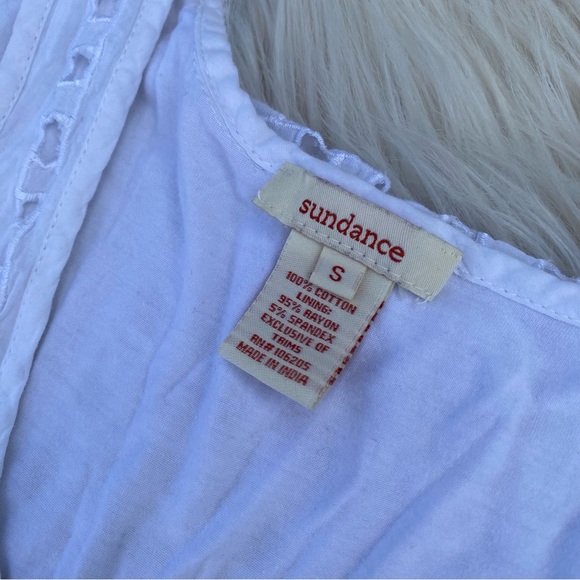 sundance
S
100% COTTON
LINING:
95% RAYON
5% SPANDEX
EXCLUSIVE OF
TRIMS
RN# 106205
MADE IN INDIA